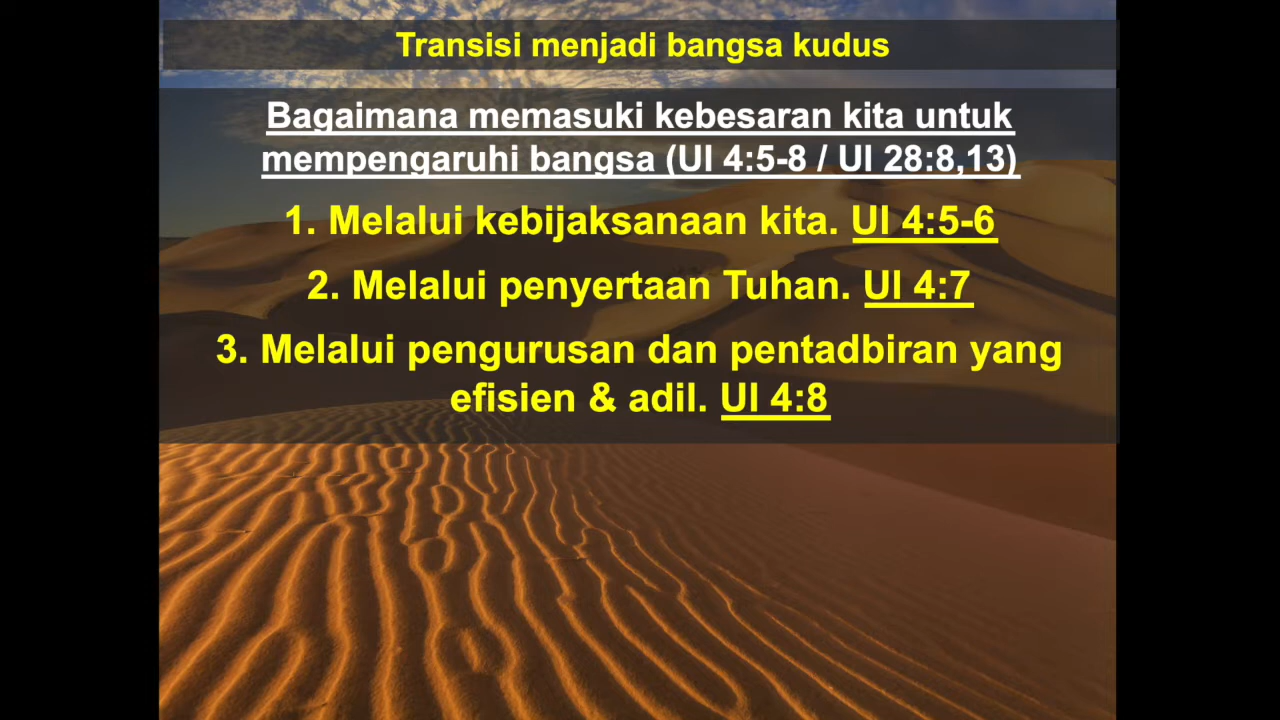 Transisi menjadi bangsa kudus
Bagaimana memasuki kebesaran kita untuk
mempengaruhi bangsa (Ul 4:5-8 / Ul 28:8,13)
1. Melalui kebijaksanaan kita. Ul 4:5-6
2. Melalui penyertaan Tuhan. Ul 4:7
3. Melalui pengurusan dan pentadbiran yang
efisien & adil. Ul 4:8